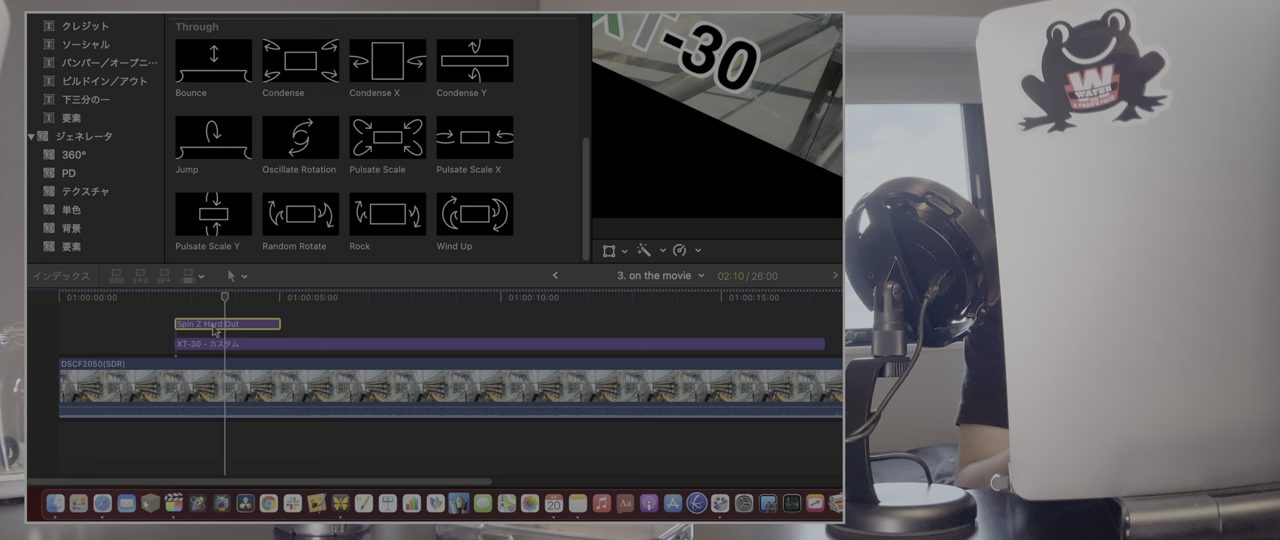 クレジット
ソーシャル
バンパー／オープニ…
ビルドイン／アウト
下三分の一
要素
ジェネレータ
360°
PD
テクスチャ
単色
背景
要素
Through
Bounce
Condense
Condense X
Condense Y
Jump
Oscillate Rotation
Pulsate Scale
Pulsate Scale X
Pulsate Scale Y
Random Rotate
Rock
Wind Up
XT-30
インデックス
3. on the movie
02:10 / 26:00
01:00:00:00
01:00:05:00
01:00:10:00
01:00:15:00
Spin Z Hard Out
XT-30 - カスタム
DSCF2050(SDR)
20
Aa
W
WATER